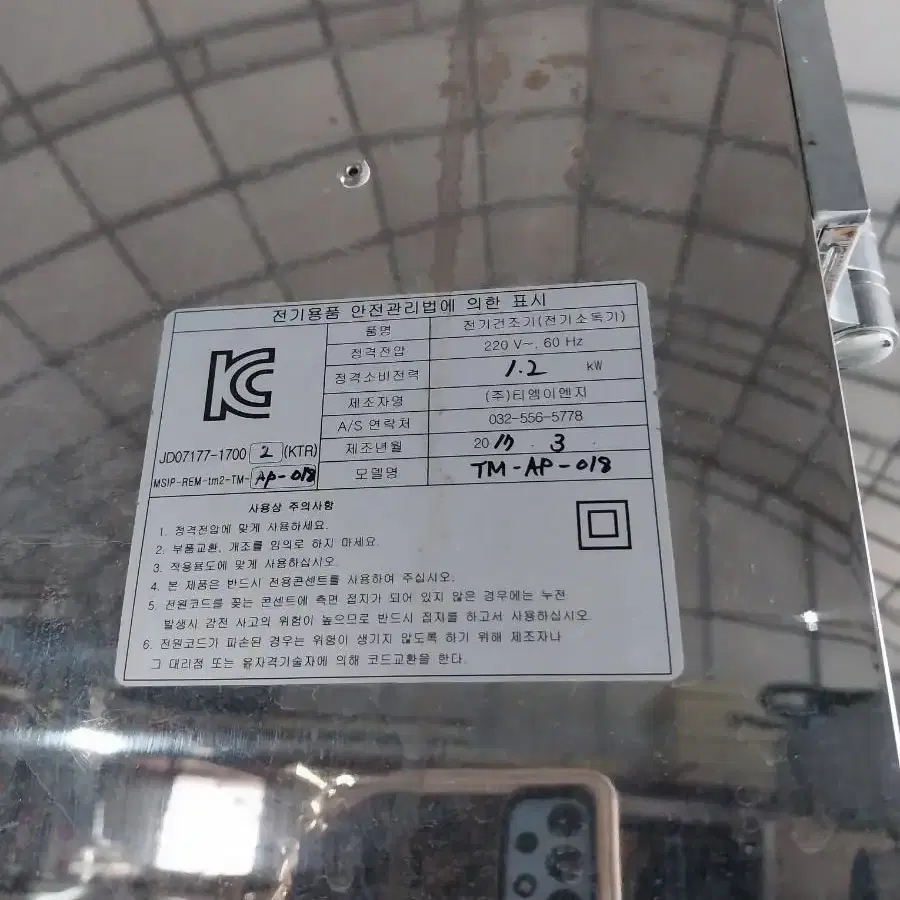 전기용품 안전관리법에 의한 표시
품명 전기건조기(전기소독기)
정격전압 220 V~, 60 Hz
정격소비전력 1.2 kW
제조자명 (주)티엠이엔지
A/S 연락처 032-556-5778
제조년월 2017 . 3 .
모델명 TM-AP-018
JD07177-1700 2 (KTR)
MSIP-REM-tm2-TM-AP-018
사용상 주의사항
1. 정격전압에 맞게 사용하세요.
2. 부품교환, 개조를 임의로 하지 마세요.
3. 적용용도에 맞게 사용하십시오.
4. 본 제품은 반드시 전용콘센트를 사용하여 주십시오.
5. 전원코드를 꽂는 콘센트에 측면 접지가 되어 있지 않은 경우에는 누전
발생시 감전 사고의 위험이 높으므로 반드시 접지를 하고서 사용하십시오.
6. 전원코드가 파손된 경우는 위험이 생기지 않도록 하기 위해 제조자나
그 대리점 또는 유자격기술자에 의해 코드교환을 한다.